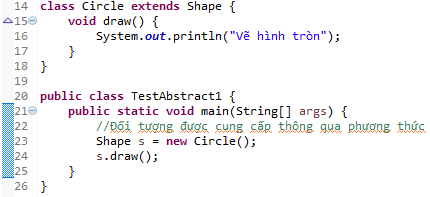 14 class Circle extends Shape {
15 void draw() {
16 System.out.println("Vẽ hình tròn");
17 }
18 }
19
20 public class TestAbstract1 {
21 public static void main(String[] args) {
22 //Đối tượng được cung cấp thông qua phương thức
23 Shape s = new Circle();
24 s.draw();
25 }
26 }